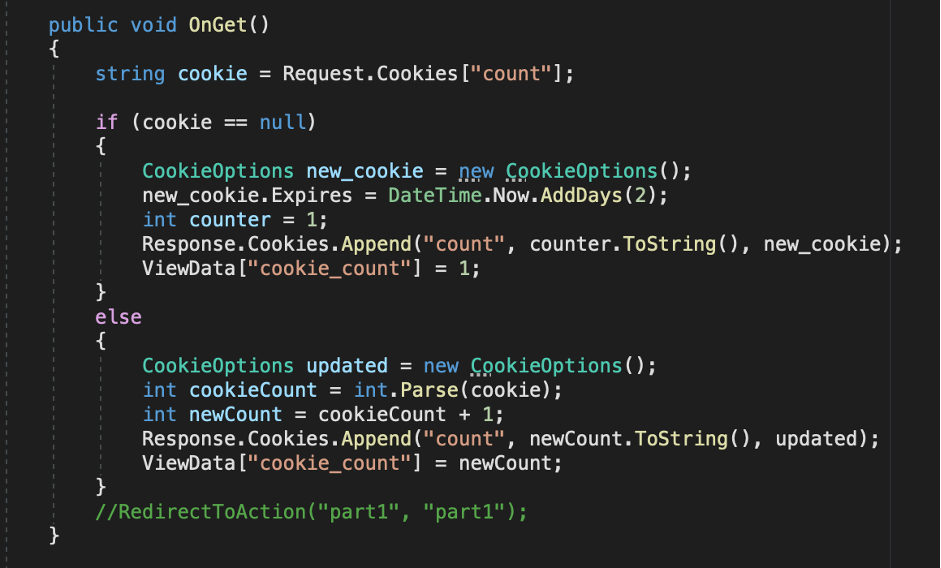 public void OnGet()
{
string cookie = Request.Cookies["count"];
if (cookie == null)
{
CookieOptions new_cookie = new CookieOptions();
new_cookie.Expires = DateTime.Now.AddDays(2);
int counter = 1;
Response.Cookies.Append("count", counter.ToString(), new_cookie);
ViewData["cookie_count"] = 1;
}
else
{
CookieOptions updated = new CookieOptions();
int cookieCount = int.Parse(cookie);
int newCount = cookieCount + 1;
Response.Cookies.Append("count", newCount.ToString(), updated);
ViewData["cookie_count"] = newCount;
}
//RedirectToAction("part1", "part1");
}